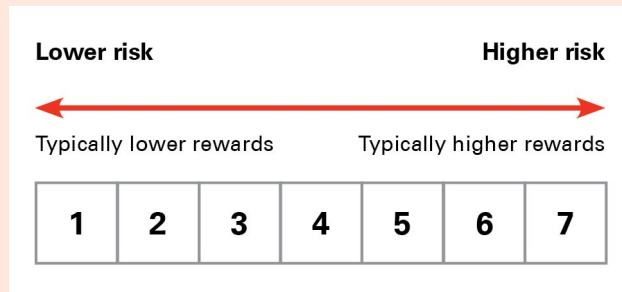 Lower risk Higher risk
Typically lower rewards Typically higher rewards
1 2 3 4 5 6 7